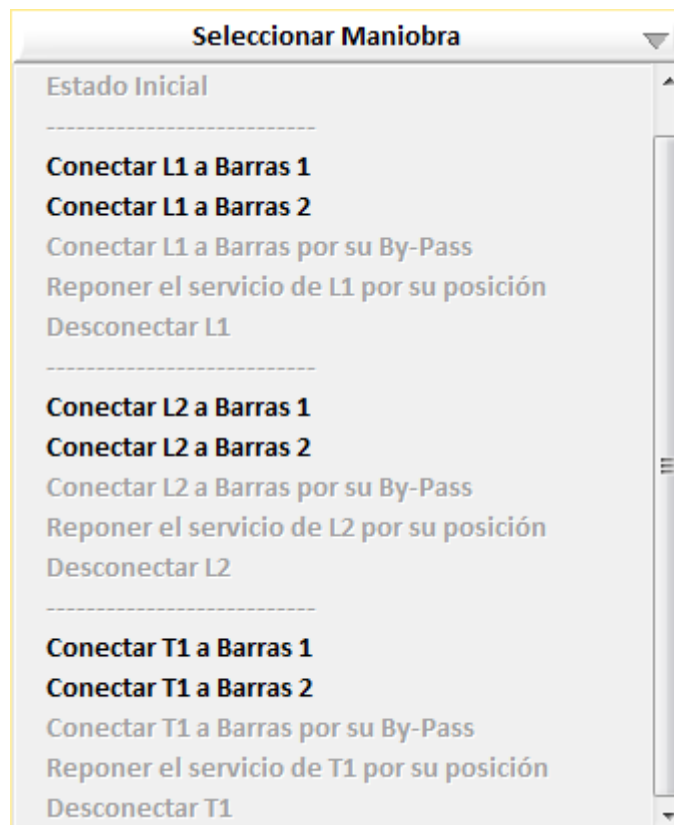 Seleccionar Maniobra
Estado Inicial
---------------------------
Conectar L1 a Barras 1
Conectar L1 a Barras 2
Conectar L1 a Barras por su By-Pass
Reponer el servicio de L1 por su posición
Desconectar L1
---------------------------
Conectar L2 a Barras 1
Conectar L2 a Barras 2
Conectar L2 a Barras por su By-Pass
Reponer el servicio de L2 por su posición
Desconectar L2
---------------------------
Conectar T1 a Barras 1
Conectar T1 a Barras 2
Conectar T1 a Barras por su By-Pass
Reponer el servicio de T1 por su posición
Desconectar T1